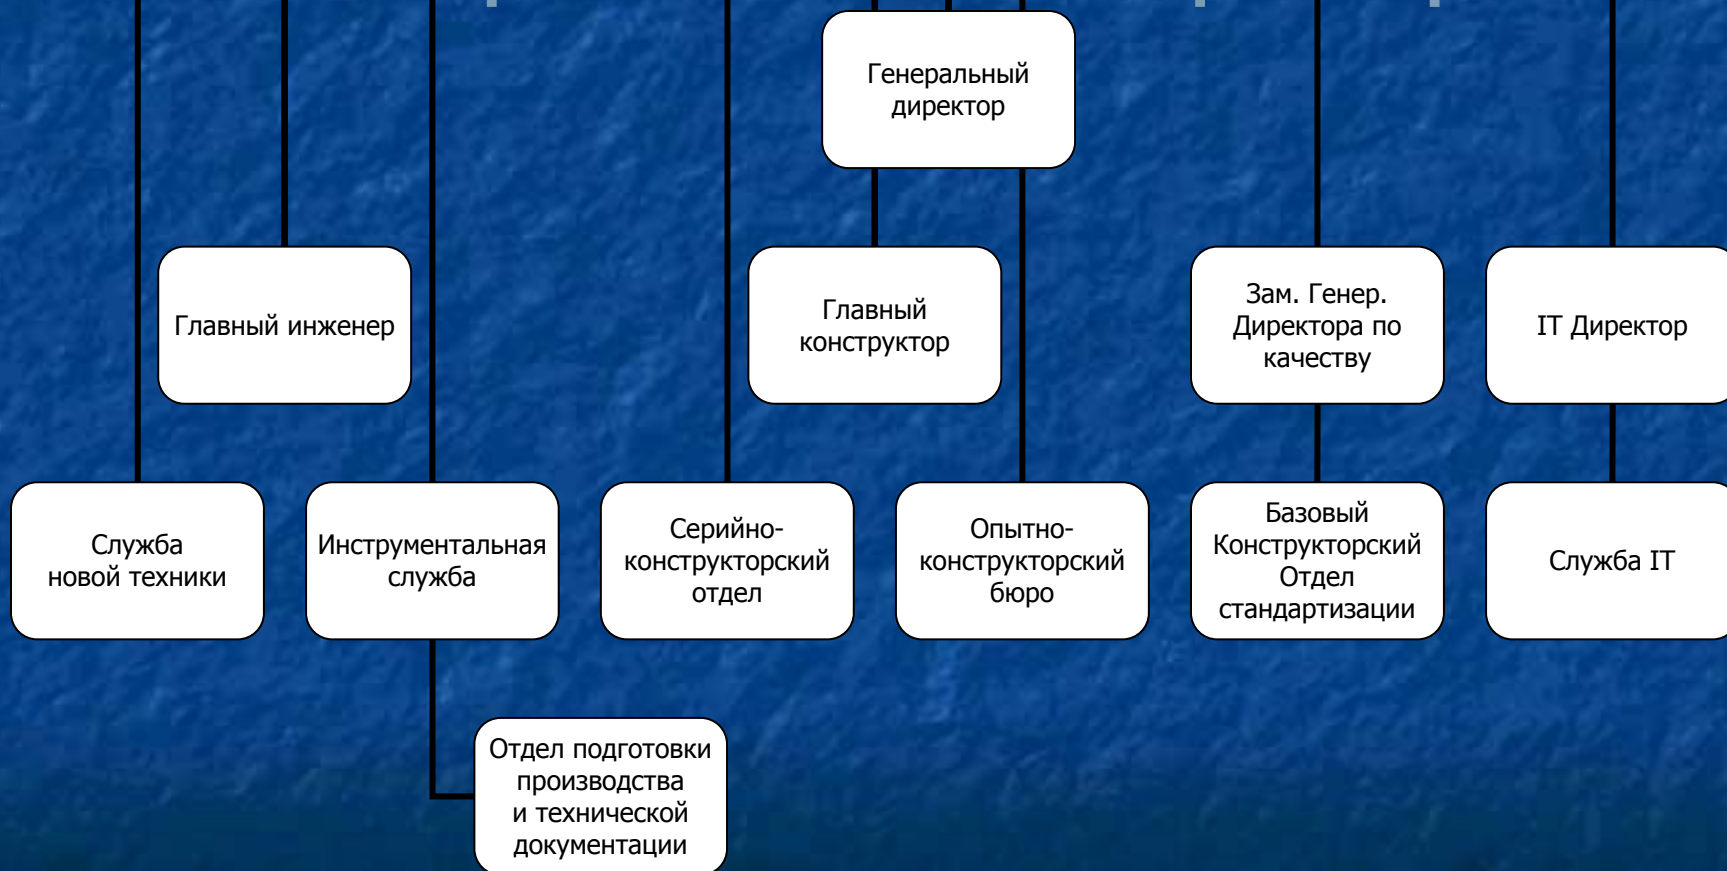 Генеральный
директор
Главный инженер
Главный
конструктор
Зам. Генер.
Директора по
качеству
IT Директор
Служба
новой техники
Инструментальная
служба
Серийно-
конструкторский
отдел
Опытно-
конструкторский
бюро
Базовый
Конструкторский
Отдел
стандартизации
Служба IT
Отдел подготовки
производства
и технической
документации